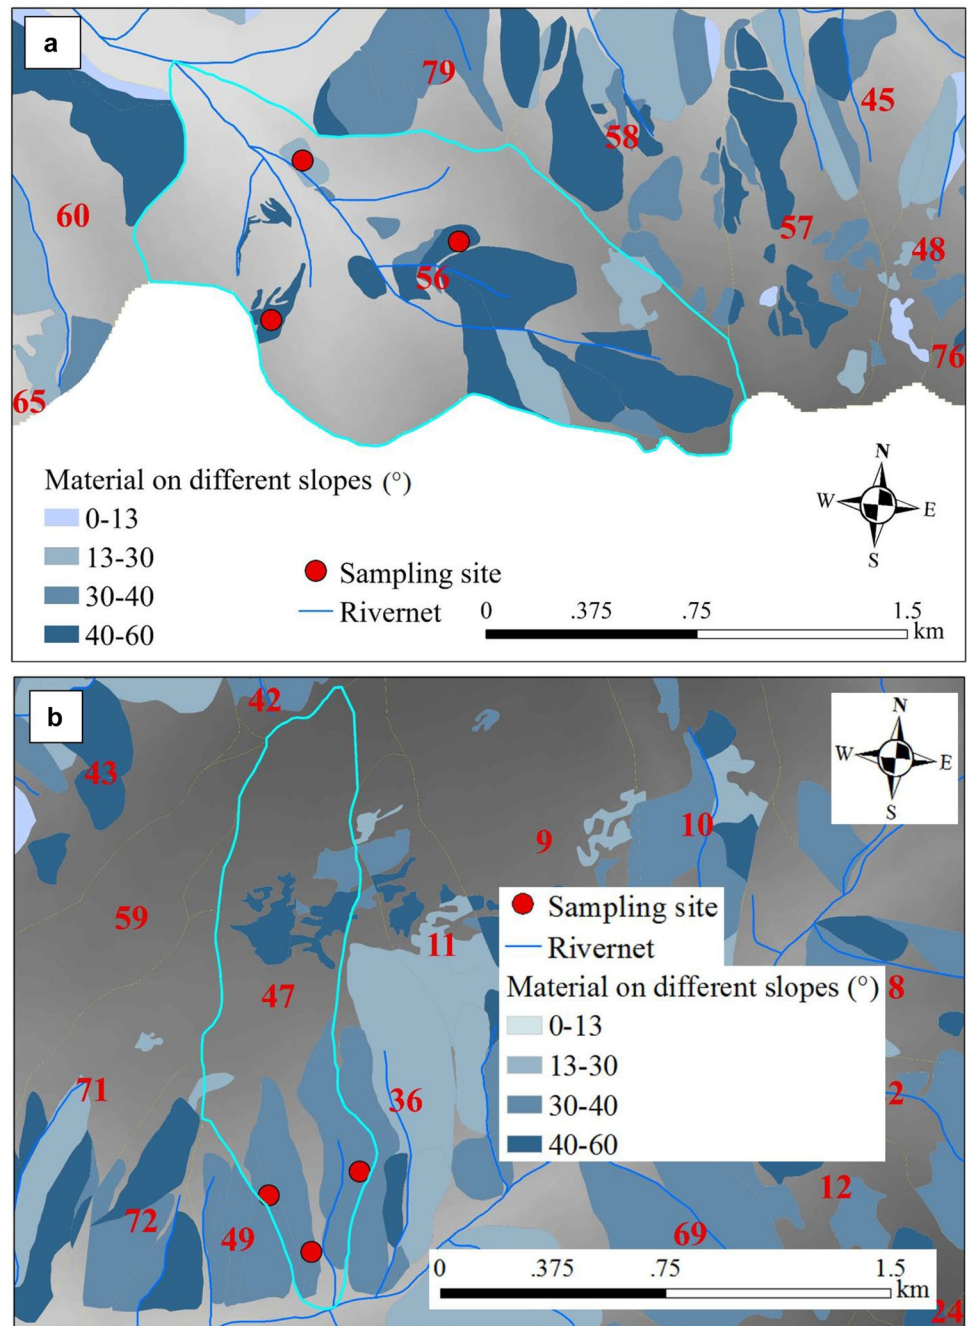 a
79
58
45
60
57
48
56
76
65
Material on different slopes (°)
0-13
13-30
30-40
40-60
Sampling site
Rivernet
N
W
E
S
0 .375 .75 1.5
km
b
42
43
N
W
E
S
10
9
59
11
47
Sampling site
Rivernet
Material on different slopes (°)
0-13
13-30
30-40
40-60
8
71
36
2
12
72
49
69
0 .375 .75 1.5
km
24